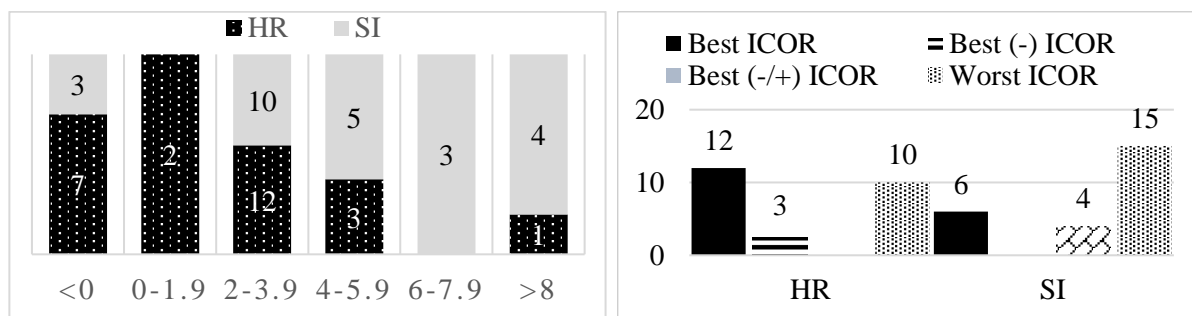 HR SI
3 10 5 3 4
7 2 12 3 1
<0 0-1.9 2-3.9 4-5.9 6-7.9 >8
Best ICOR Best (-) ICOR
Best (-/+) ICOR Worst ICOR
20
10
0
12 3 10 6 4 15
HR SI